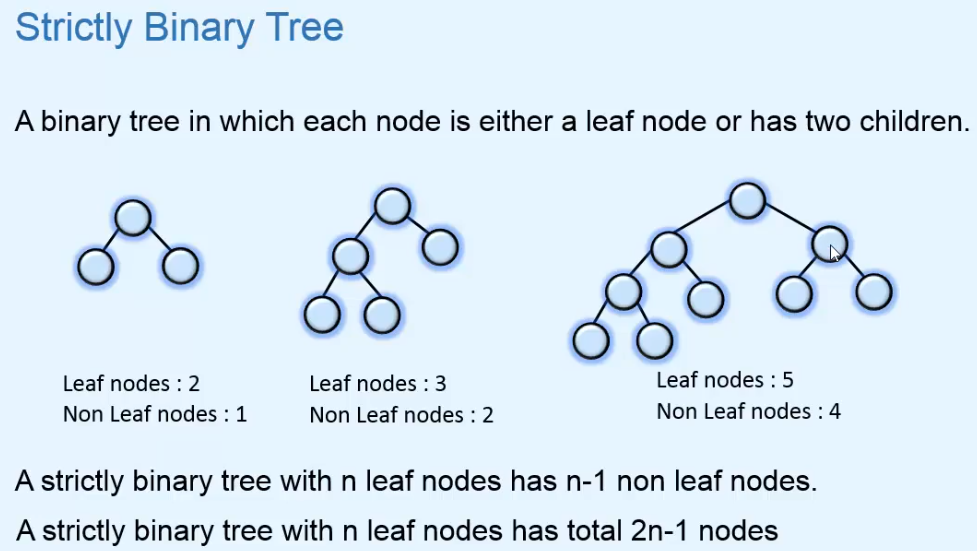 Strictly Binary Tree
A binary tree in which each node is either a leaf node or has two children.
Leaf nodes : 2
Non Leaf nodes : 1
Leaf nodes : 3
Non Leaf nodes : 2
Leaf nodes : 5
Non Leaf nodes : 4
A strictly binary tree with n leaf nodes has n-1 non leaf nodes.
A strictly binary tree with n leaf nodes has total 2n-1 nodes